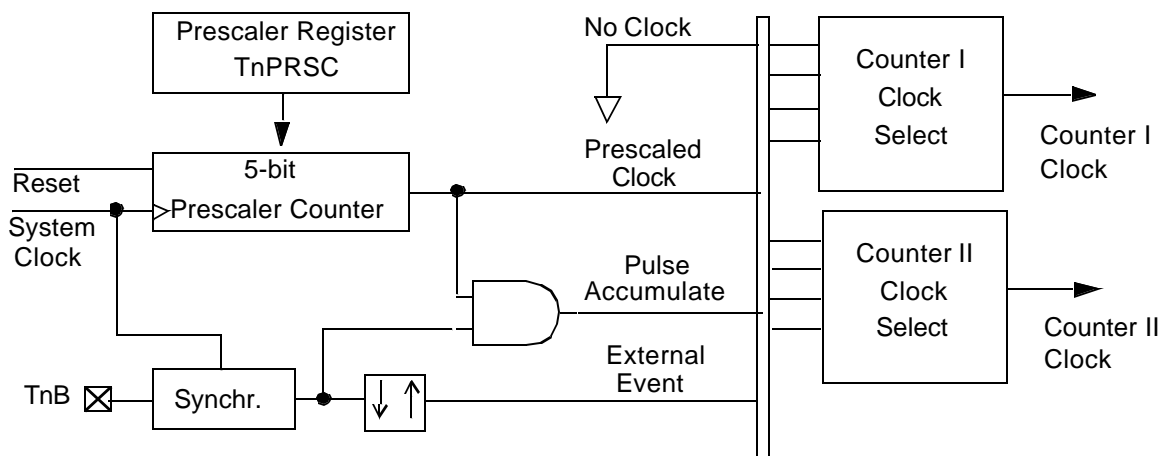 Prescaler Register
TnPRSC
No Clock
Counter I
Clock
Select
Counter I
Clock
Reset
5-bit
Prescaler Counter
System
Clock
Prescaled
Clock
Counter II
Clock
Select
Counter II
Clock
Pulse
Accumulate
External
Event
TnB
Synchr.